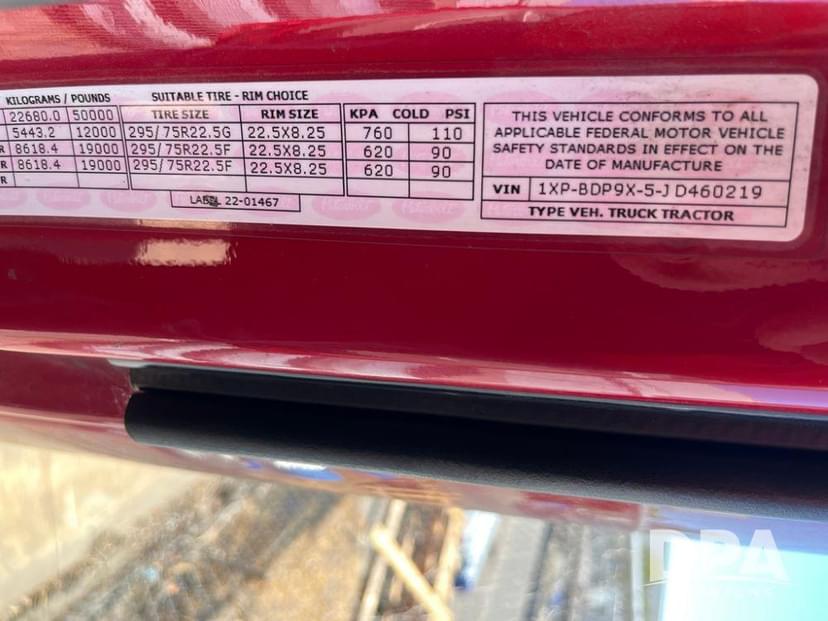 KILOGRAMS / POUNDS SUITABLE TIRE - RIM CHOICE
22680.0 50000 TIRE SIZE RIM SIZE KPA COLD PSI
5443.2 12000 295/75R22.5G 22.5X8.25 760 110
R 8618.4 19000 295/75R22.5F 22.5X8.25 620 90
R 8618.4 19000 295/75R22.5F 22.5X8.25 620 90
R
LABEL 22-01467
THIS VEHICLE CONFORMS TO ALL
APPLICABLE FEDERAL MOTOR VEHICLE
SAFETY STANDARDS IN EFFECT ON THE
DATE OF MANUFACTURE
VIN 1XP-BDP9X-5-JD460219
TYPE VEH. TRUCK TRACTOR
DPA